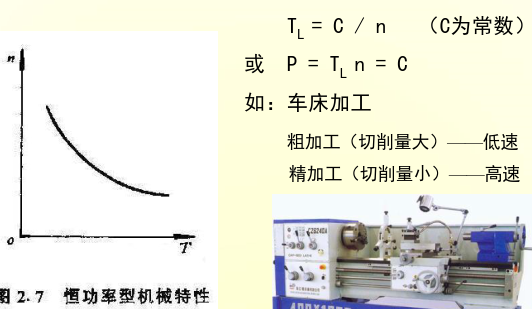 T_L = C / n （C为常数）
或 P = T_L n = C
如：车床加工
粗加工（切削量大）——低速
精加工（切削量小）——高速
n
o
T
图 2.7 恒功率型机械特性